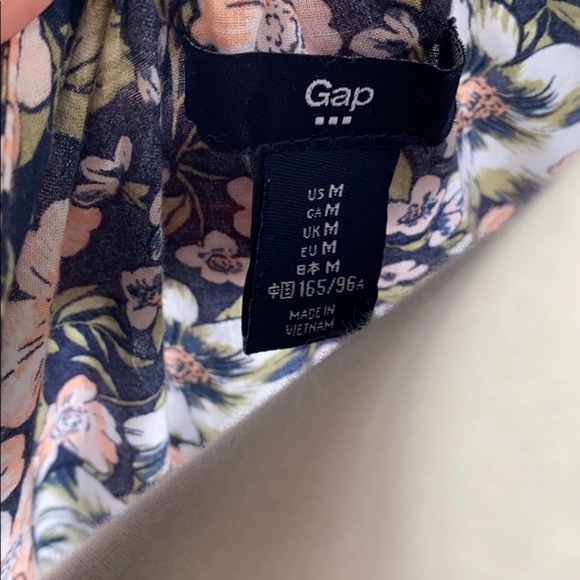 Gap
US M
CA M
UK M
EU M
日本 M
中国 165/96A
MADE IN
VIETNAM